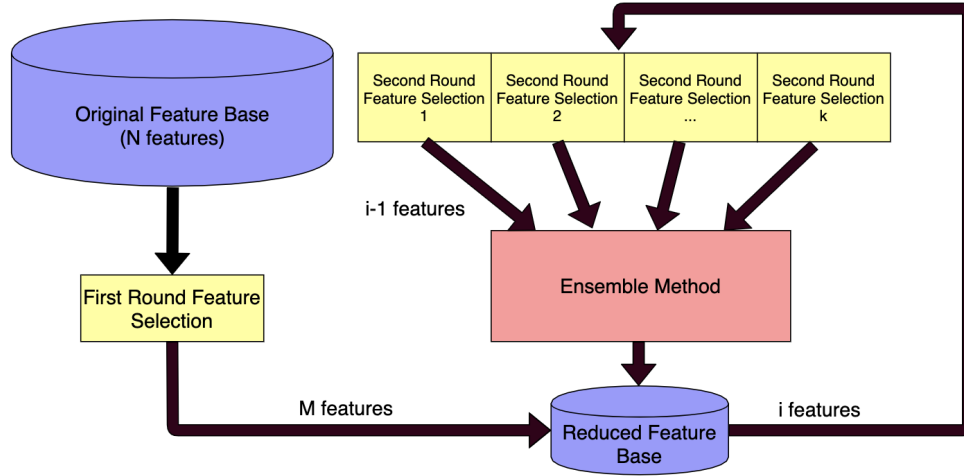 Original Feature Base
(N features)
First Round Feature
Selection
M features
Second Round
Feature Selection
1
Second Round
Feature Selection
2
Second Round
Feature Selection
...
Second Round
Feature Selection
k
i-1 features
Ensemble Method
Reduced Feature
Base
i features